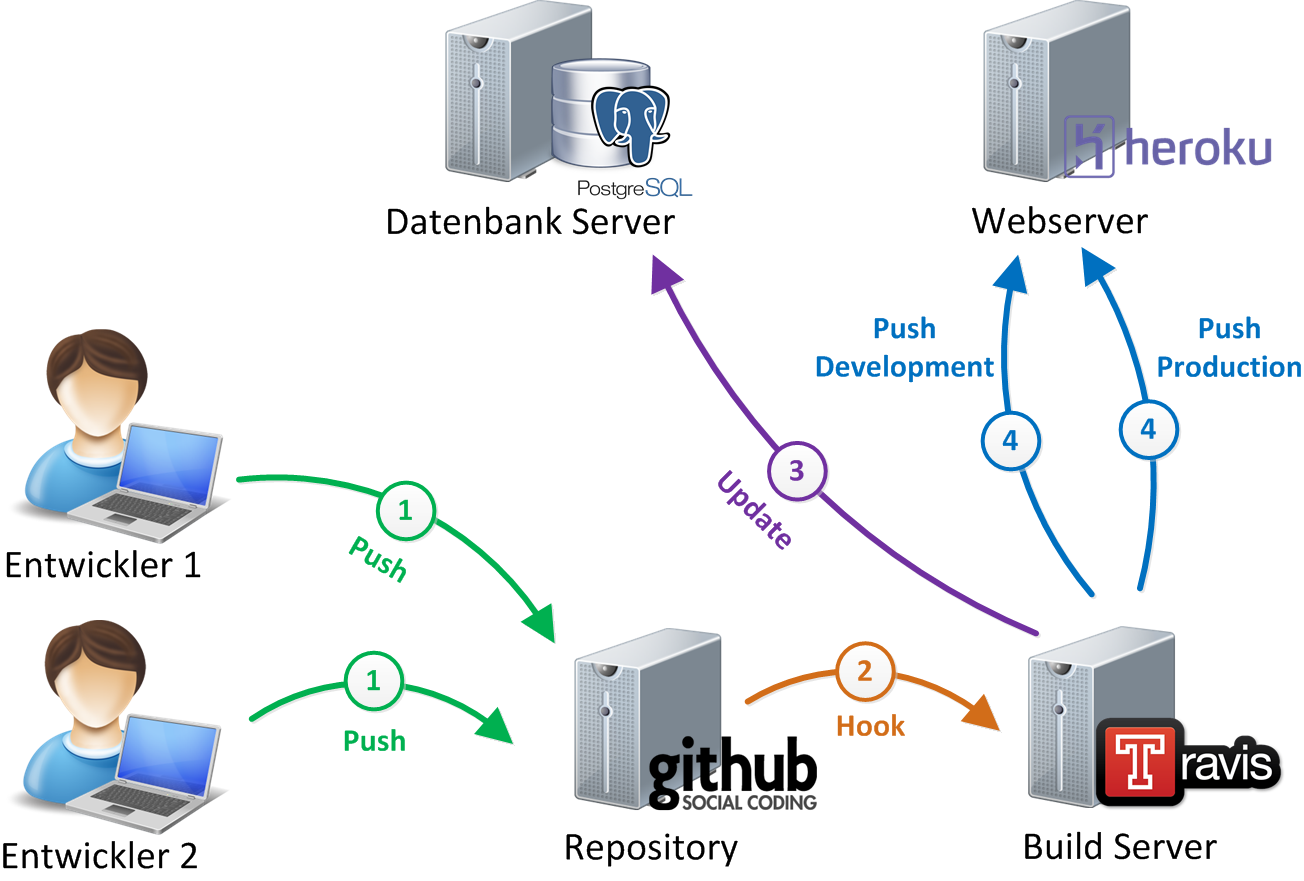 PostgreSQL
Datenbank Server
heroku
Webserver
Push
Development
Push
Production
4
4
3
Update
1
Push
Entwickler 1
1
Push
2
Hook
github
SOCIAL CODING
Repository
Travis
Build Server
Entwickler 2